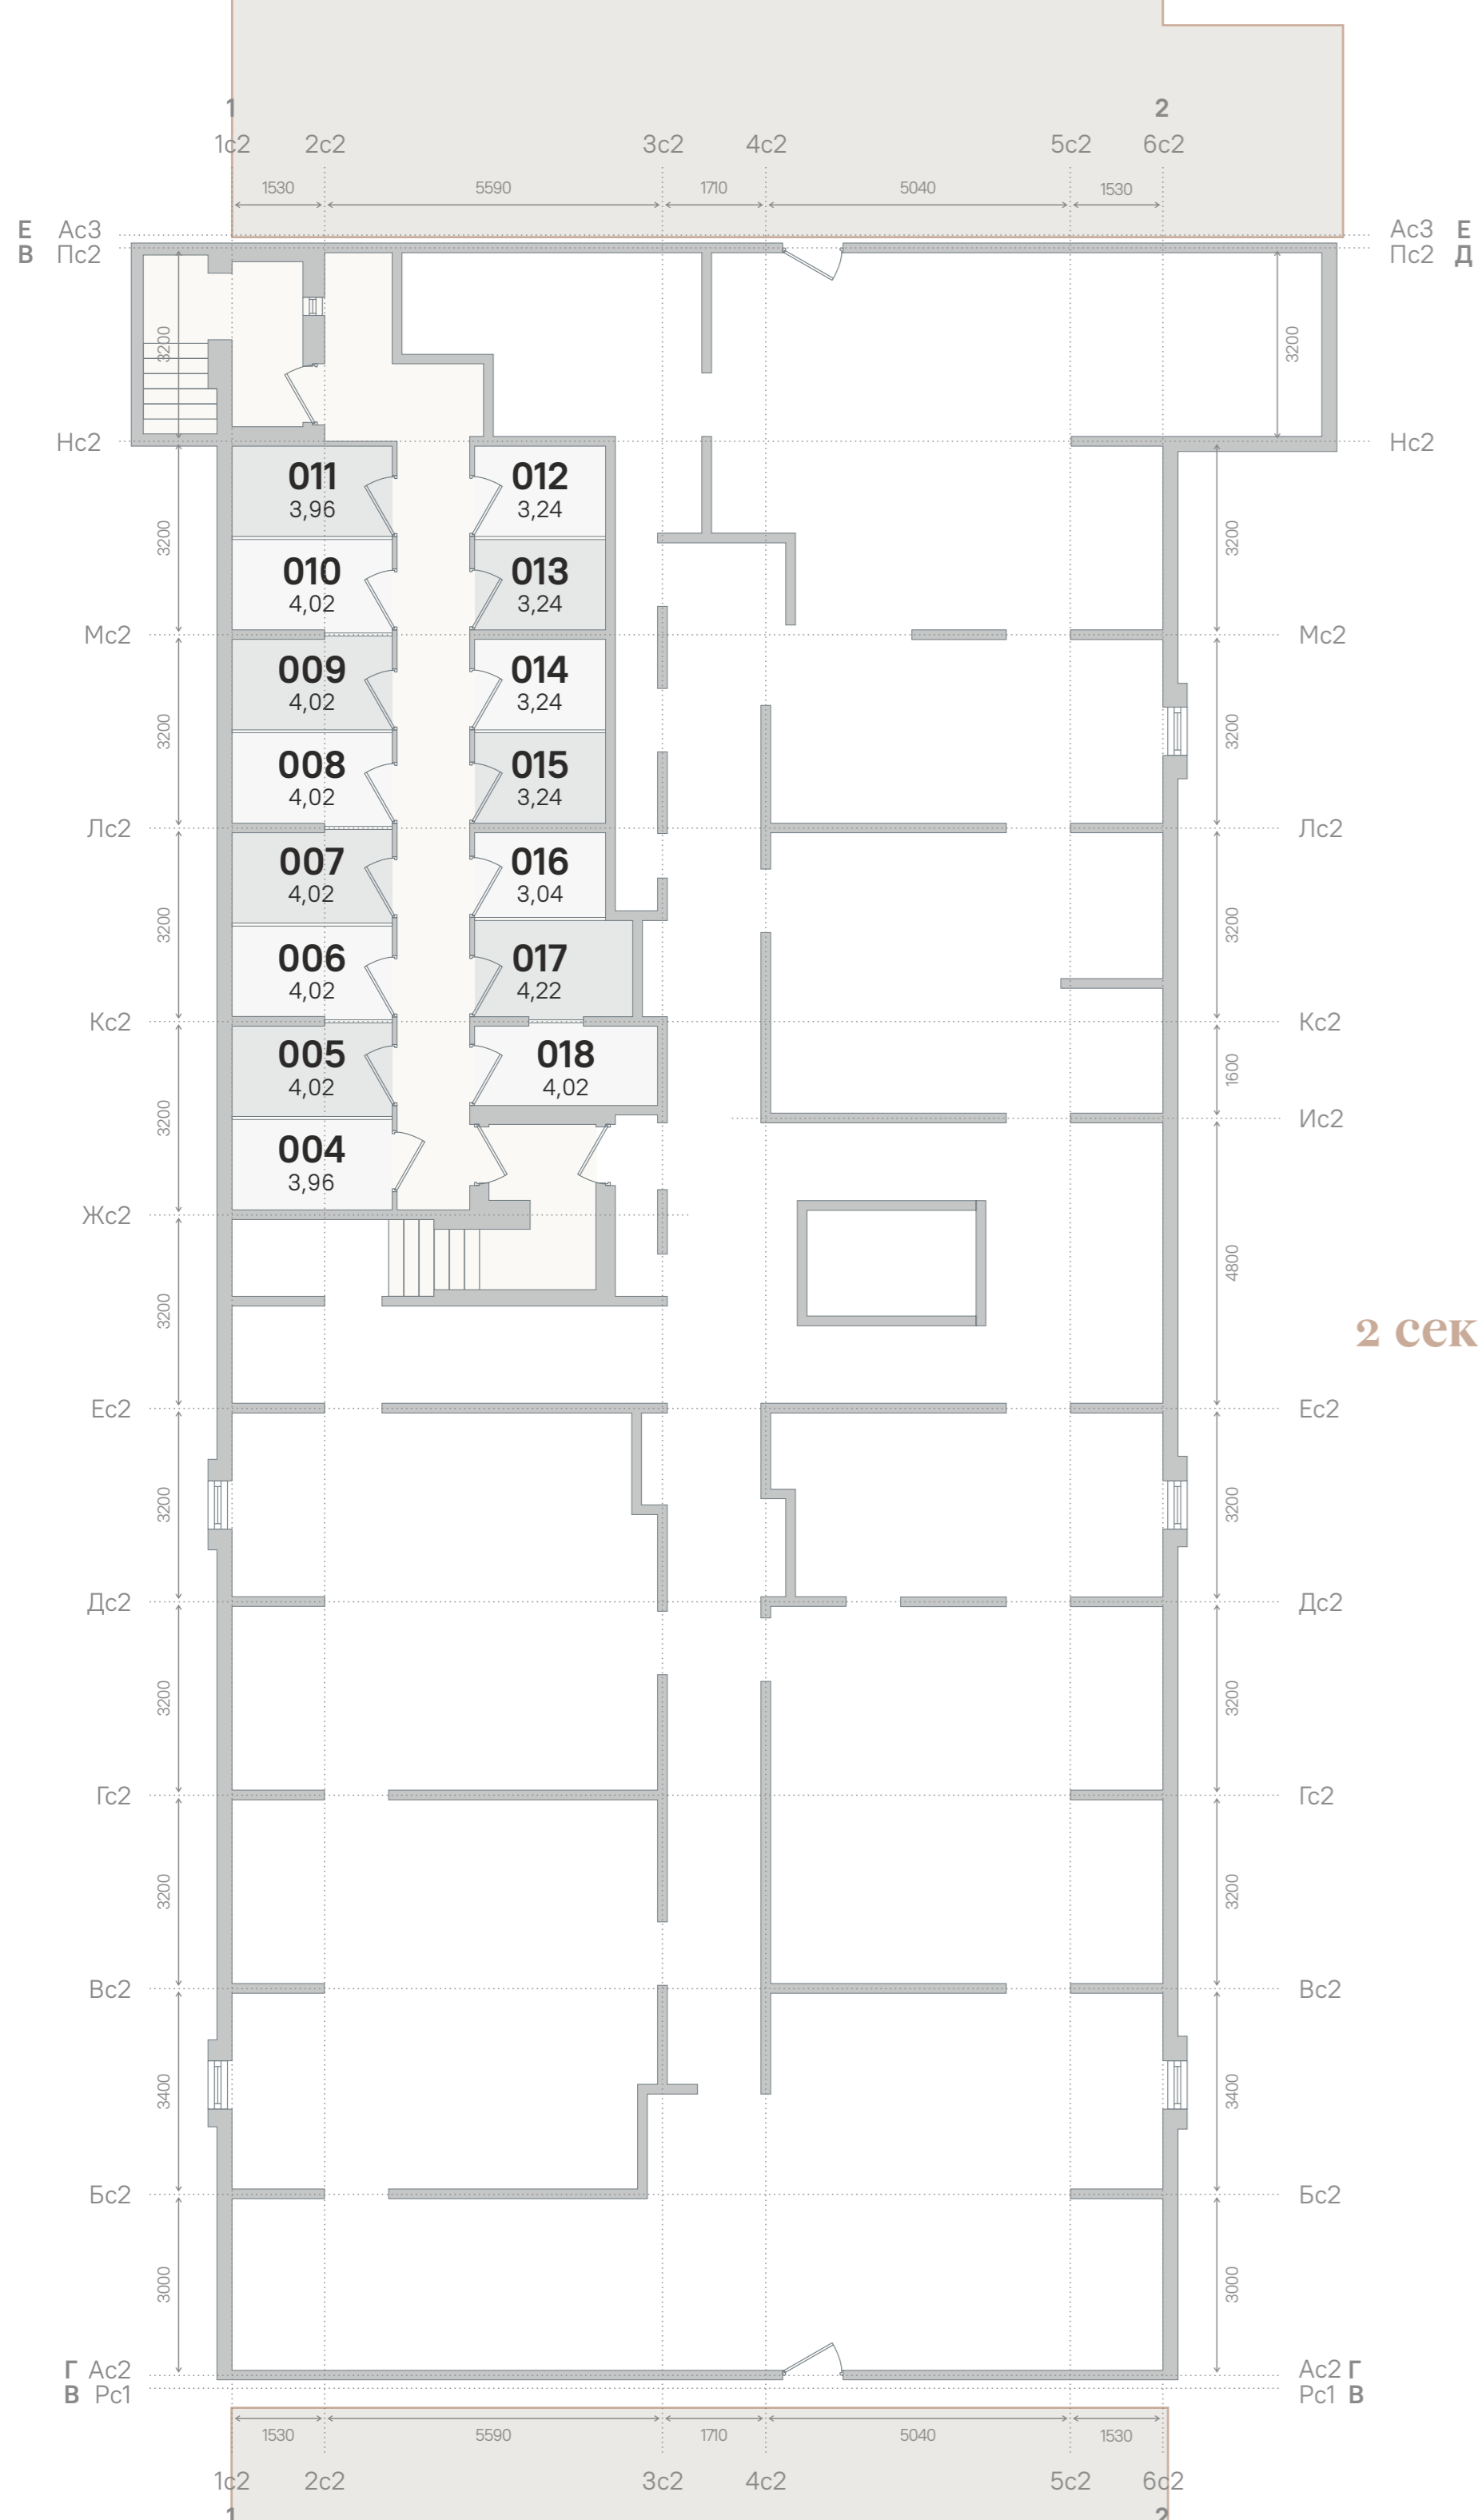 1 2
1с2 2с2 3с2 4с2 5с2 6с2
1530 5590 1710 5040 1530
Е Ас3 Ас3 Е
В Пс2 Пс2 Д
3200 3200
Нс2 Нс2
011 012
3,96 3,24
3200 3200
010 013
4,02 3,24
Мс2 Мс2
009 014
4,02 3,24
3200 3200
008 015
4,02 3,24
Лс2 Лс2
007 016
4,02 3,04
3200 3200
006 017
4,02 4,22
Кс2 Кс2
005 018
4,02 4,02
1600
3200 Ис2
004
3,96
Жс2
4800
3200
2 сек
Ес2 Ес2
3200 3200
Дс2 Дс2
3200 3200
Гс2 Гс2
3200 3200
Вс2 Вс2
3400 3400
Бс2 Бс2
3000 3000
Г Ас2 Ас2 Г
В Рс1 Рс1 В
1530 5590 1710 5040 1530
1с2 2с2 3с2 4с2 5с2 6с2
1 2